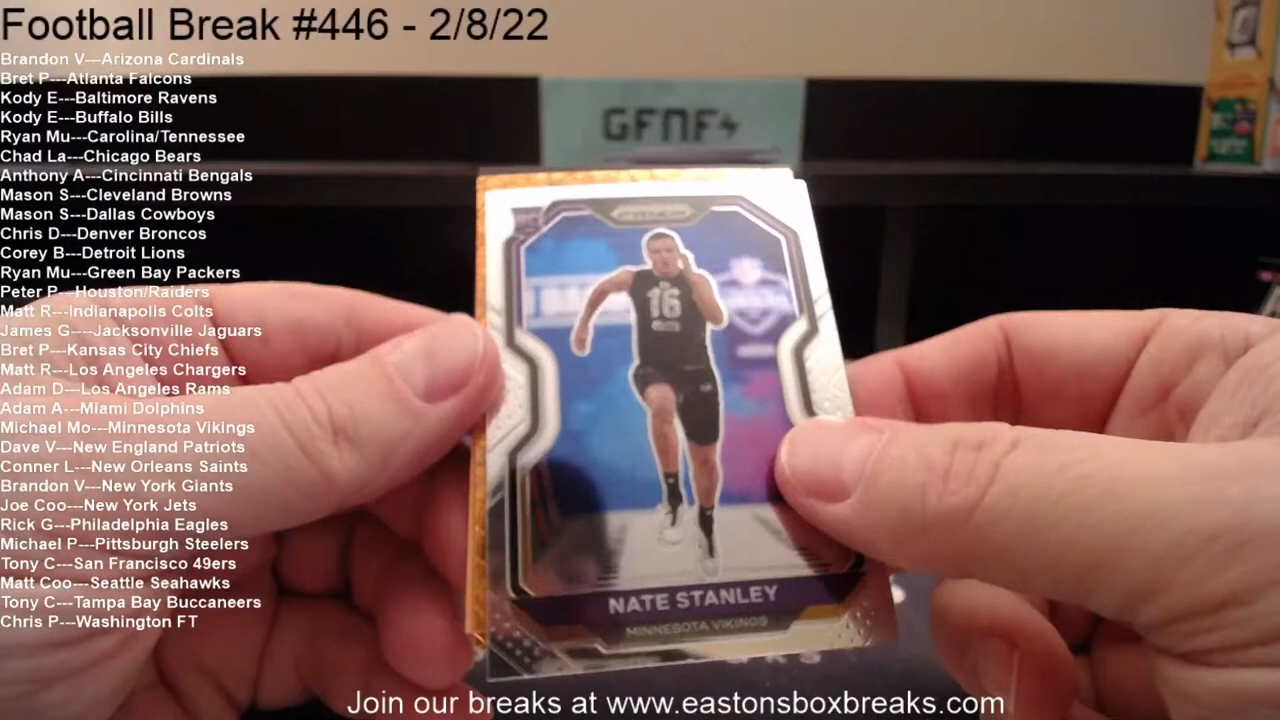 Football Break #446 - 2/8/22
Brandon V---Arizona Cardinals
Bret P---Atlanta Falcons
Kody E---Baltimore Ravens
Kody E---Buffalo Bills
Ryan Mu---Carolina/Tennessee
Chad La---Chicago Bears
Anthony A---Cincinnati Bengals
Mason S---Cleveland Browns
Mason S---Dallas Cowboys
Chris D---Denver Broncos
Corey B---Detroit Lions
Ryan Mu---Green Bay Packers
Peter P---Houston/Raiders
Matt R---Indianapolis Colts
James G----Jacksonville Jaguars
Bret P---Kansas City Chiefs
Matt R---Los Angeles Chargers
Adam D---Los Angeles Rams
Adam A---Miami Dolphins
Michael Mo---Minnesota Vikings
Dave V---New England Patriots
Conner L---New Orleans Saints
Brandon V---New York Giants
Joe Coo---New York Jets
Rick G---Philadelphia Eagles
Michael P---Pittsburgh Steelers
Tony C---San Francisco 49ers
Matt Coo---Seattle Seahawks
Tony C---Tampa Bay Buccaneers
Chris P---Washington FT
GFNF
PRIZM
16
NATE STANLEY
MINNESOTA VIKINGS
Join our breaks at www.eastonsboxbreaks.com